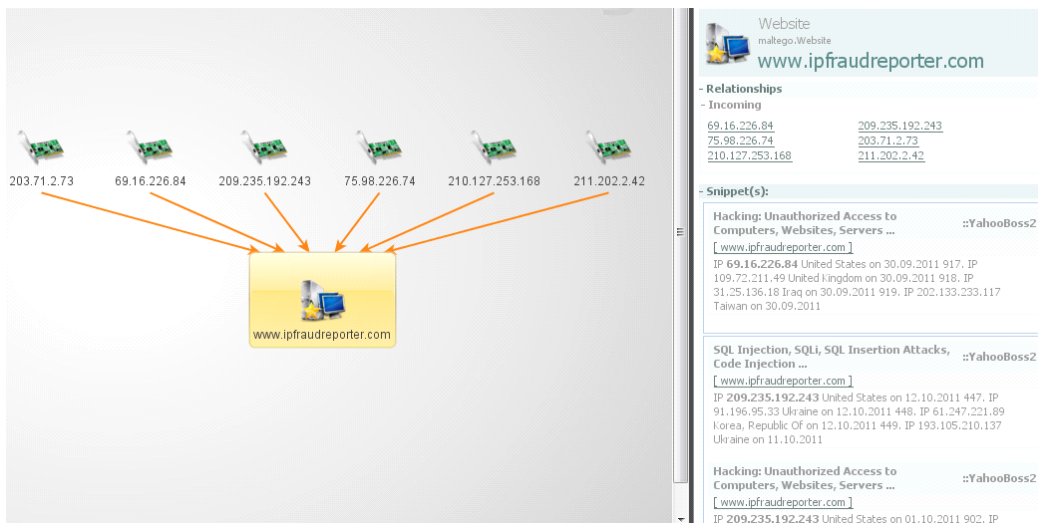 203.71.2.73
69.16.226.84
209.235.192.243
75.98.226.74
210.127.253.168
211.202.2.42
www.ipfraudreporter.com
Website
maltego.Website
www.ipfraudreporter.com
- Relationships
- Incoming
69.16.226.84 209.235.192.243
75.98.226.74 203.71.2.73
210.127.253.168 211.202.2.42
- Snippet(s):
Hacking: Unauthorized Access to
Computers, Websites, Servers ... ::YahooBoss2
[ www.ipfraudreporter.com ]
IP 69.16.226.84 United States on 30.09.2011 917. IP
109.72.211.49 United Kingdom on 30.09.2011 918. IP
31.25.136.18 Iraq on 30.09.2011 919. IP 202.133.233.117
Taiwan on 30.09.2011
SQL Injection, SQLi, SQL Insertion Attacks,
Code Injection ... ::YahooBoss2
[ www.ipfraudreporter.com ]
IP 209.235.192.243 United States on 12.10.2011 447. IP
91.196.95.33 Ukraine on 12.10.2011 448. IP 61.247.221.89
Korea, Republic Of on 12.10.2011 449. IP 193.105.210.137
Ukraine on 11.10.2011
Hacking: Unauthorized Access to
Computers, Websites, Servers ... ::YahooBoss2
[ www.ipfraudreporter.com ]
IP 209.235.192.243 United States on 01.10.2011 902. IP